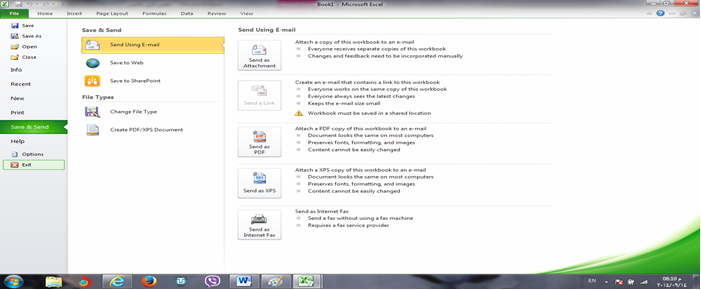 Book1 - Microsoft Excel
File Home Insert Page Layout Formulas Data Review View
Save
Save As
Open
Close
Info
Recent
New
Print
Save & Send
Help
Options
Exit
Save & Send
Send Using E-mail
Save to Web
Save to SharePoint
File Types
Change File Type
Create PDF/XPS Document
Send Using E-mail
Send as
Attachment
Attach a copy of this workbook to an e-mail
Everyone receives separate copies of this workbook
Changes and feedback need to be incorporated manually
Send a Link
Create an e-mail that contains a link to this workbook
Everyone works on the same copy of this workbook
Everyone always sees the latest changes
Keeps the e-mail size small
Workbook must be saved in a shared location
Send as
PDF
Attach a PDF copy of this workbook to an e-mail
Document looks the same on most computers
Preserves fonts, formatting, and images
Content cannot be easily changed
Send as XPS
Attach a XPS copy of this workbook to an e-mail
Document looks the same on most computers
Preserves fonts, formatting, and images
Content cannot be easily changed
Send as
Internet Fax
Send as Internet Fax
Send a fax without using a fax machine
Requires a fax service provider
EN
06:10 م
٢٠١٤/٠٩/١٤